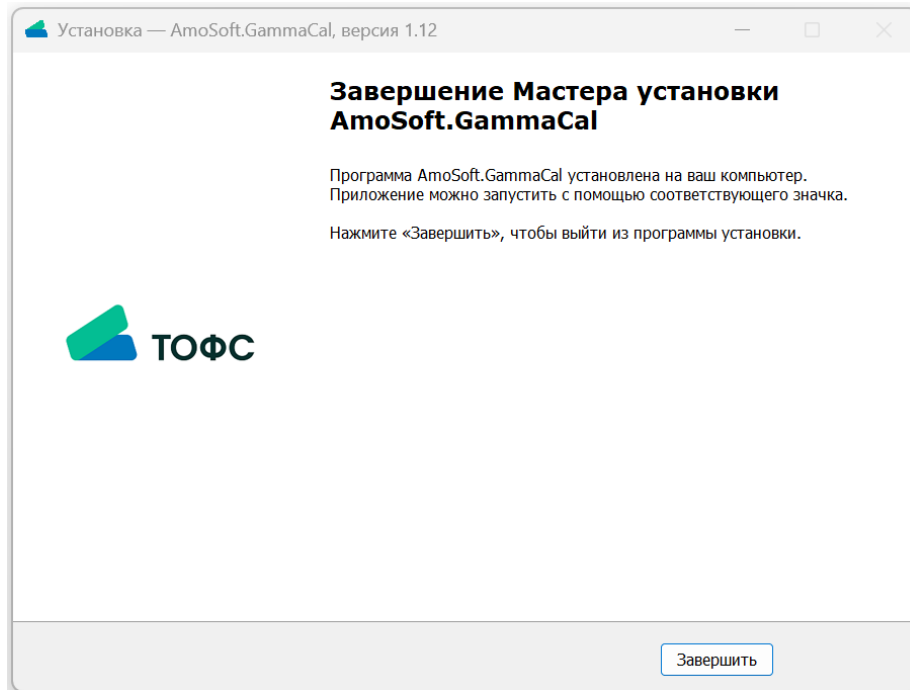 Установка — AmoSoft.GammaCal, версия 1.12
Завершение Мастера установки
AmoSoft.GammaCal
Программа AmoSoft.GammaCal установлена на ваш компьютер.
Приложение можно запустить с помощью соответствующего значка.
Нажмите «Завершить», чтобы выйти из программы установки.
ТОФС
Завершить